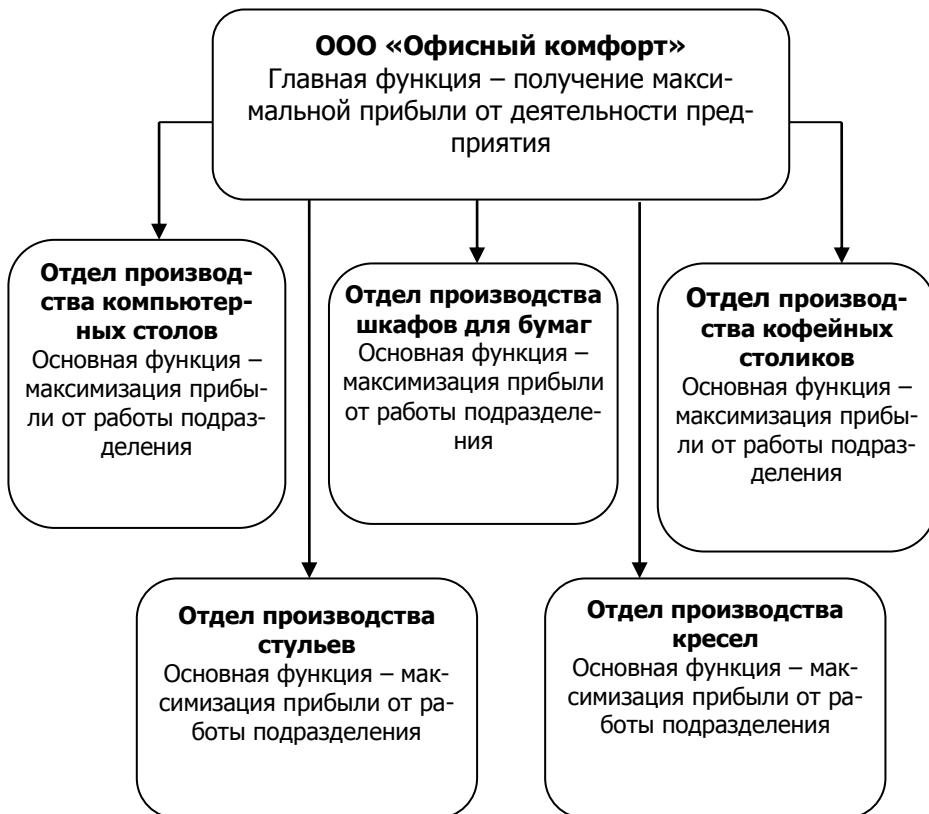 ООО «Офисный комфорт»
Главная функция – получение макси-
мальной прибыли от деятельности пред-
приятия
Отдел производ-
ства компьютер-
ных столов
Основная функция –
максимизация прибы-
ли от работы подраз-
деления
Отдел производства
шкафов для бумаг
Основная функция –
максимизация прибыли
от работы подразделе-
ния
Отдел производ-
ства кофейных
столиков
Основная функция –
максимизация прибы-
ли от работы подраз-
деления
Отдел производства
стульев
Основная функция – мак-
симизация прибыли от ра-
боты подразделения
Отдел производства
кресел
Основная функция – мак-
симизация прибыли от ра-
боты подразделения